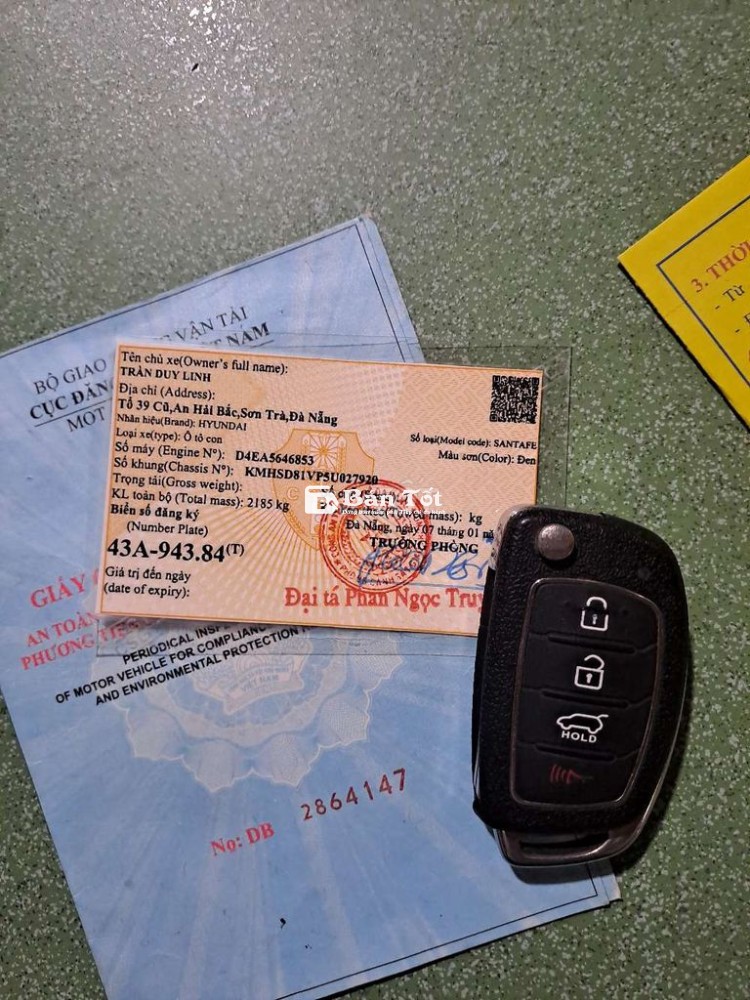 BỘ GIAO VẬN TẢI
CỤC ĐĂNG NAM
Tên chủ xe(Owner's full name):
TRẦN DUY LINH
Địa chỉ (Address):
Tổ 39 Cũ,An Hải Bắc,Sơn Trà,Đà Nẵng
Nhãn hiệu(Brand): HYUNDAI
Số loại(Model code): SANTAFE
Loại xe(type): Ô tô con
Màu sơn(Color): Đen
Số máy (Engine N°): D4EA5646853
Số khung(Chassis N°): KMHSD81VP5U027920
Trọng tải(Gross weight):
KL toàn bộ (Total mass): 2185 kg
mass): kg
Biển số đăng ký
(Number Plate)
Đà Nẵng, ngày 07 tháng 01
TRƯỞNG PHÒNG
43A-943.84(T)
Giá trị đến ngày
(date of expiry):
Đại tá Phan Ngọc
Bán Tốt
GIẤY
AN TOÀN
PHƯƠNG
PERIODICAL
OF MOTOR VEHICLE FOR COMPLIANCE
AND ENVIRONMENTAL PROTECTION
No: DB 2864147
HOLD
3. THỜI
- Từ